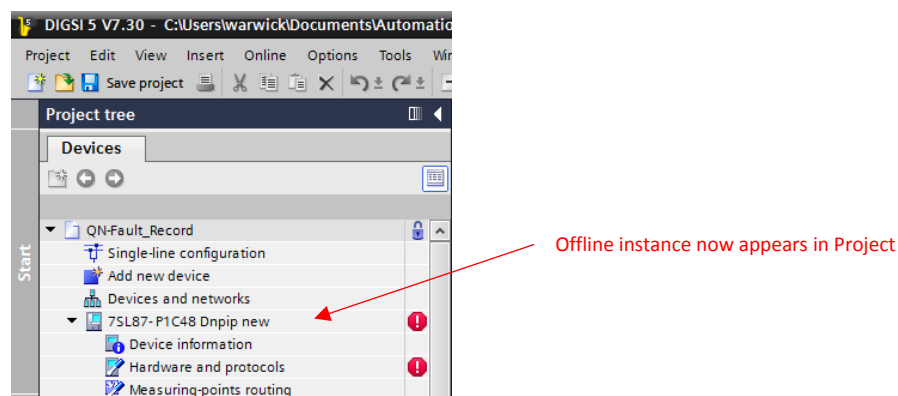 DIGSI 5 V7.30 - C:\Users\warwick\Documents\Automatio
Project Edit View Insert Online Options Tools Wi
Save project
Project tree
Devices
Start
QN-Fault_Record
Single-line configuration
Add new device
Devices and networks
7SL87-P1C48 Dnpip new
Device information
Hardware and protocols
Measuring-points routing
Offline instance now appears in Project